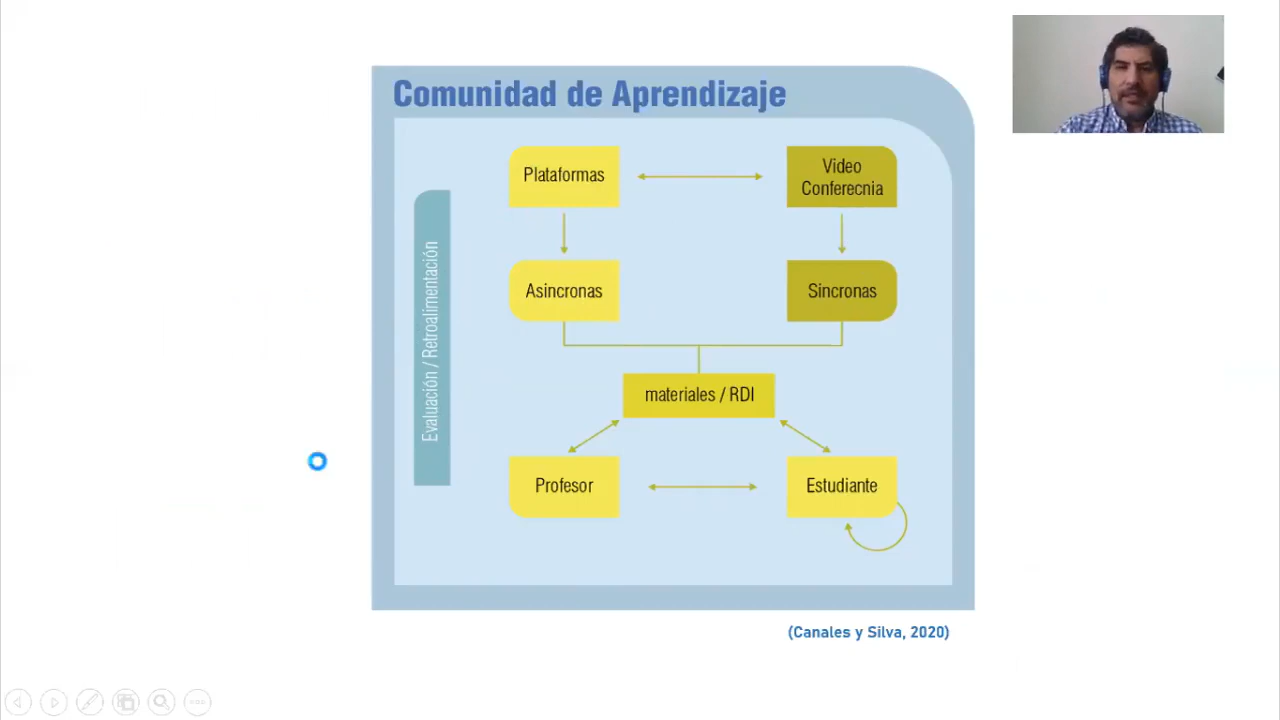 Comunidad de Aprendizaje
Plataformas
Video
Conferecnia
Evaluación / Retroalimentación
Asincronas
Sincronas
materiales / RDI
Profesor
Estudiante
(Canales y Silva, 2020)